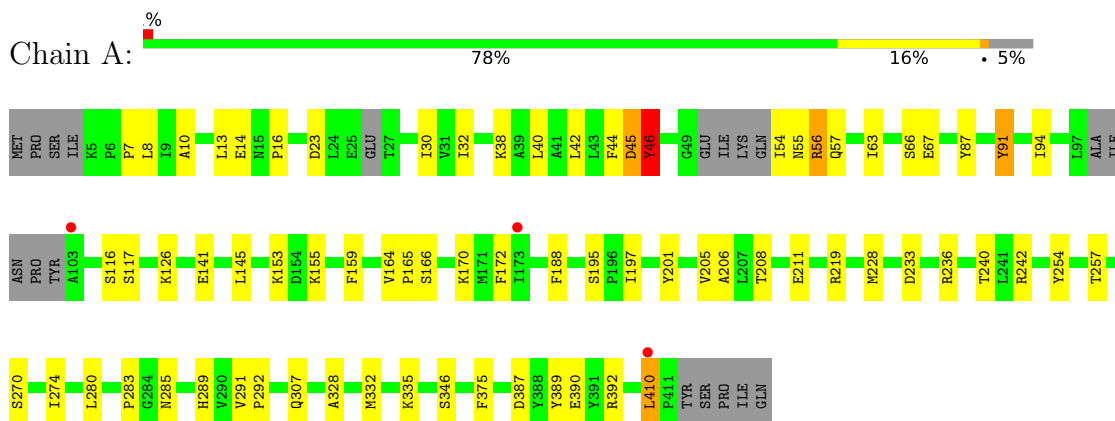 .%
Chain A:
78% 16% • 5%
MET PRO SER ILE K5 P6 P7 L8 I9 A10 L13 E14 N15 P16 D23 L24 E25 GLU T27 I30 V31 I32 K38 A39 L40 A41 L42 L43 F44 D45 Y46 G49 GLU ILE LYS GLN I54 N55 R56 Q57 I63 S66 E67 Y87 Y91 I94 L97 ALA ILE
ASN PRO TYR A103 S116 S117 K126 E141 L145 K153 D154 K155 F159 V164 P165 S166 K170 M171 F172 I173 F188 S195 P196 I197 Y201 V205 A206 L207 T208 E211 R219 M228 D233 R236 T240 L241 R242 Y254 T257
S270 I274 L280 P283 G284 N285 H289 V290 V291 P292 Q307 A328 M332 K335 S346 F375 D387 Y388 Y389 E390 Y391 R392 L410 P411 TYR SER PRO ILE GLN